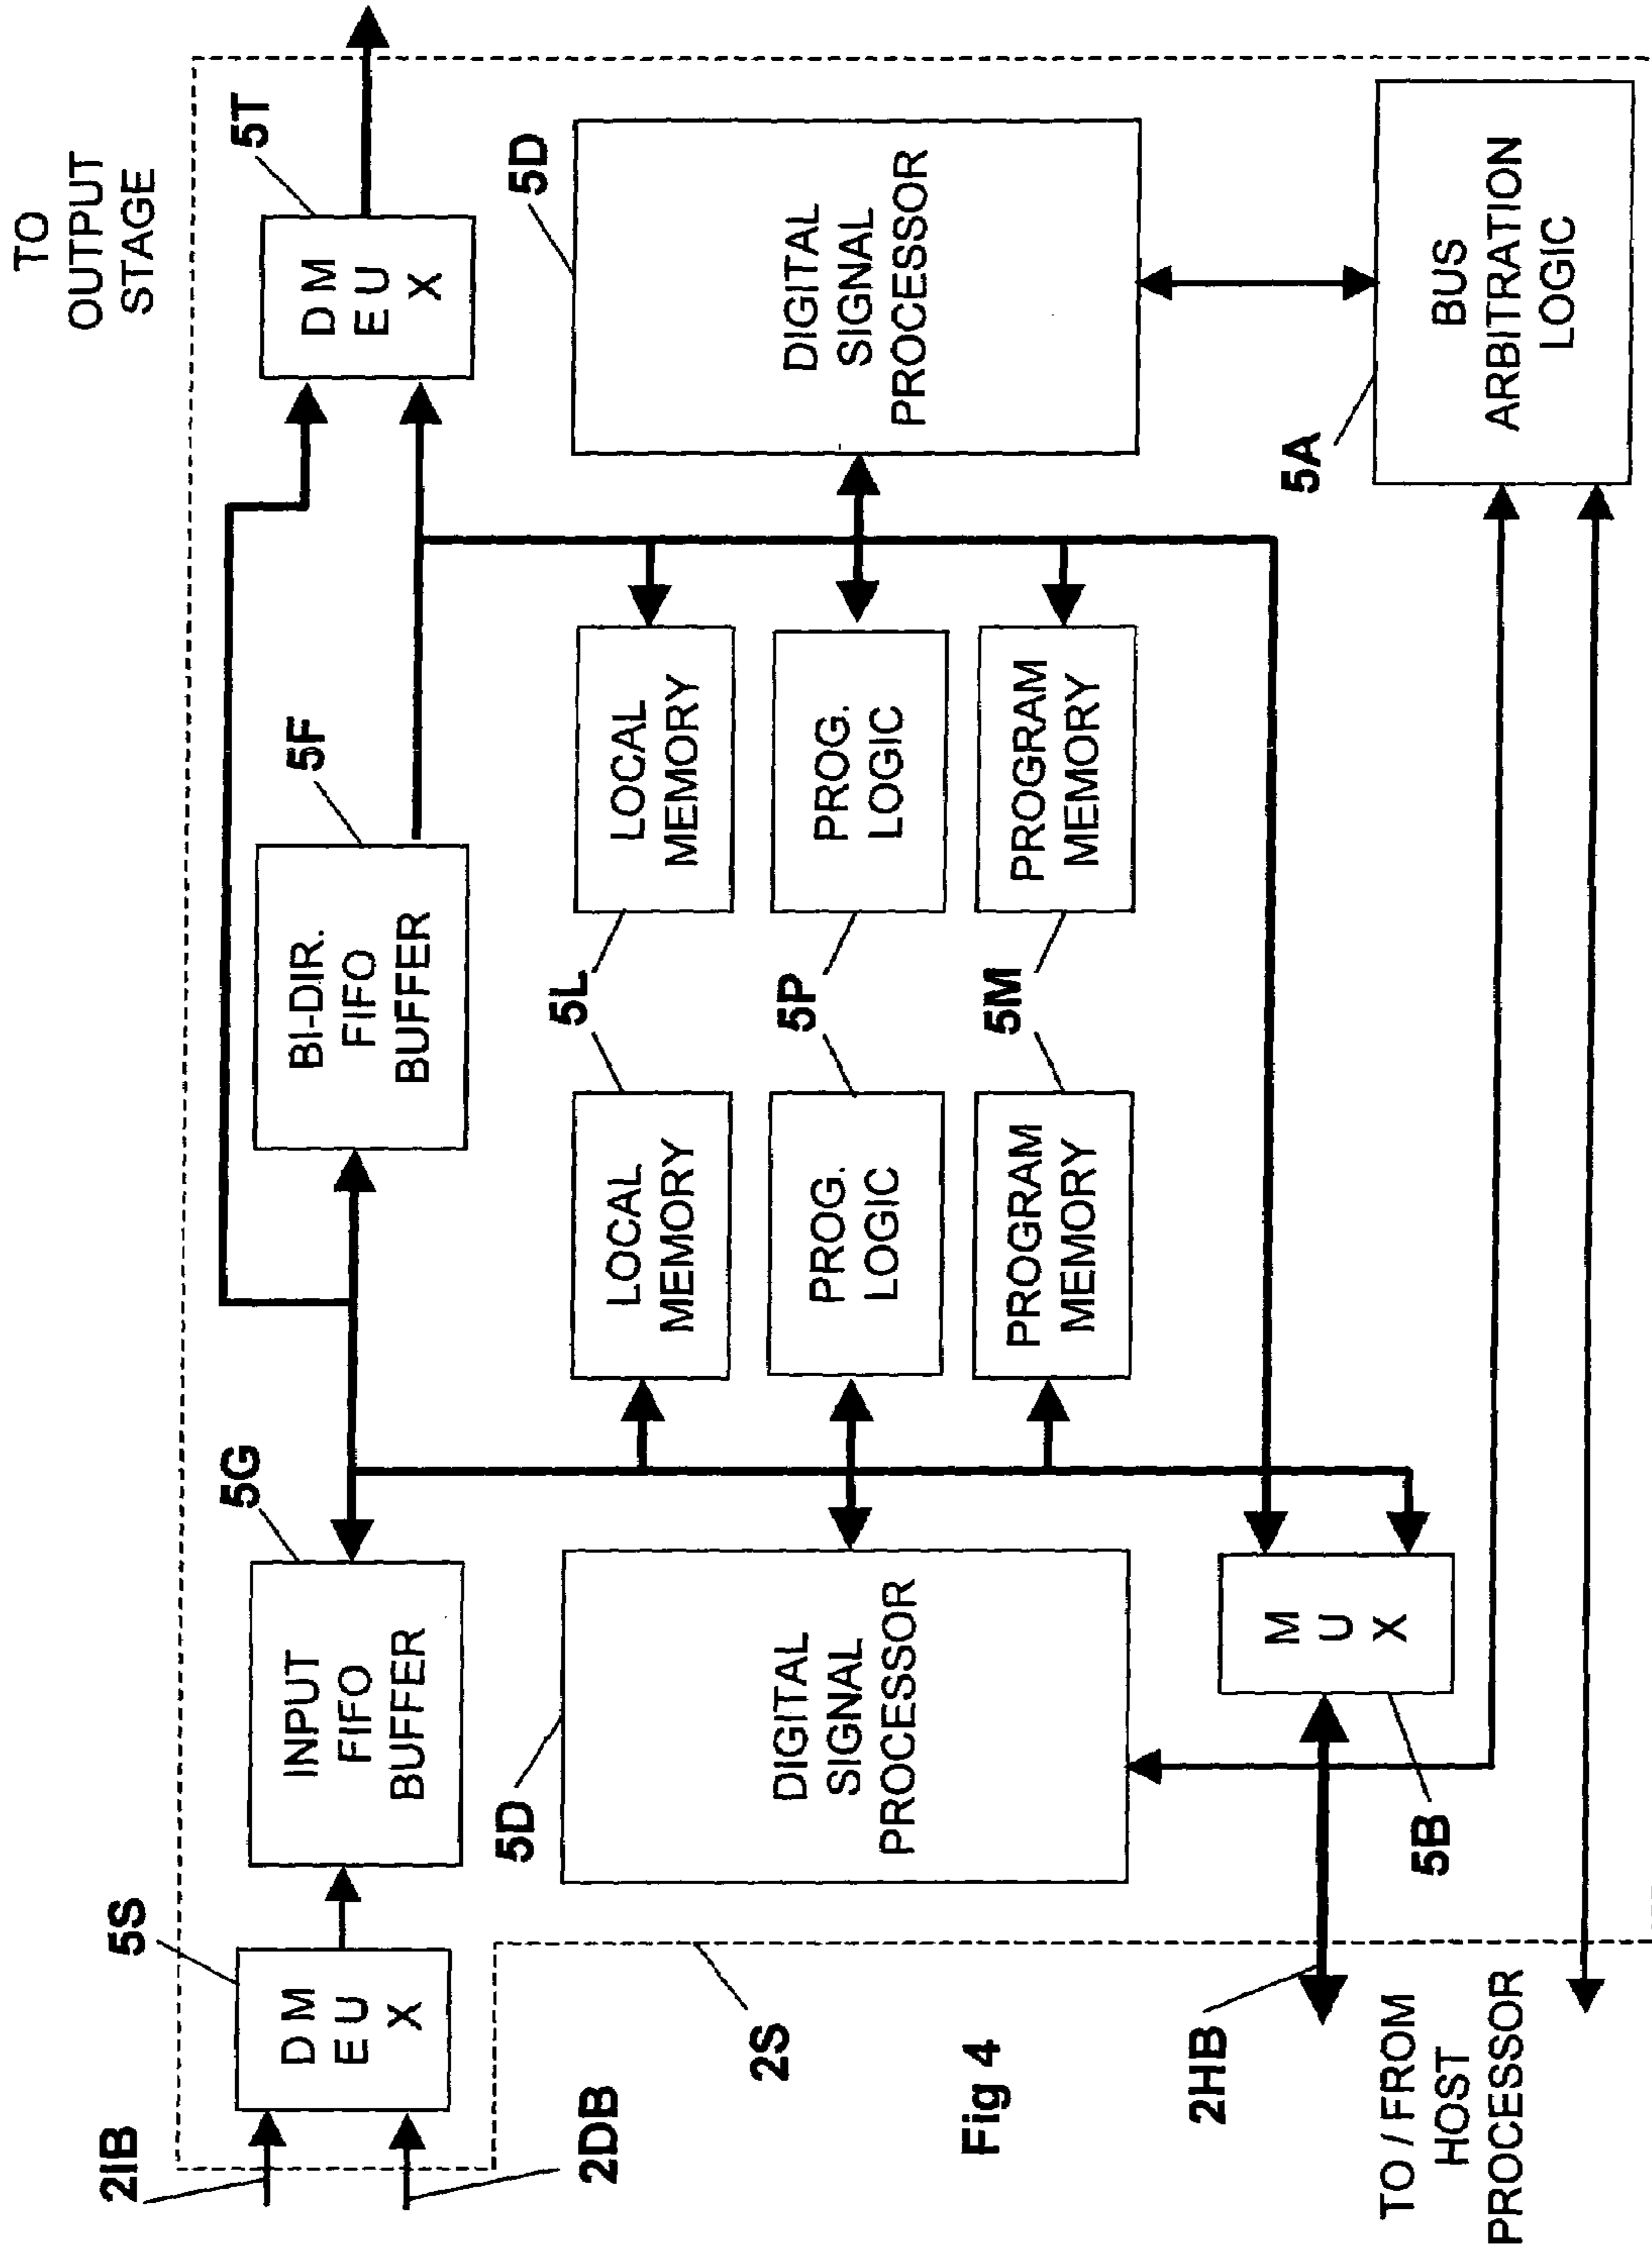 TO
OUTPUT
STAGE
2IB
2DB
5S
D M
E U
X
5G
INPUT
FIFO
BUFFER
5F
BI-DIR.
FIFO
BUFFER
5T
D M
E U
X
5D
DIGITAL
SIGNAL
PROCESSOR
LOCAL
MEMORY
5L
LOCAL
MEMORY
PROG.
LOGIC
5P
PROG.
LOGIC
PROGRAM
MEMORY
5M
PROGRAM
MEMORY
5D
DIGITAL
SIGNAL
PROCESSOR
2S
Fig 4
2HB
TO / FROM
HOST
PROCESSOR
M
U
X
5B
5A
BUS
ARBITRATION
LOGIC